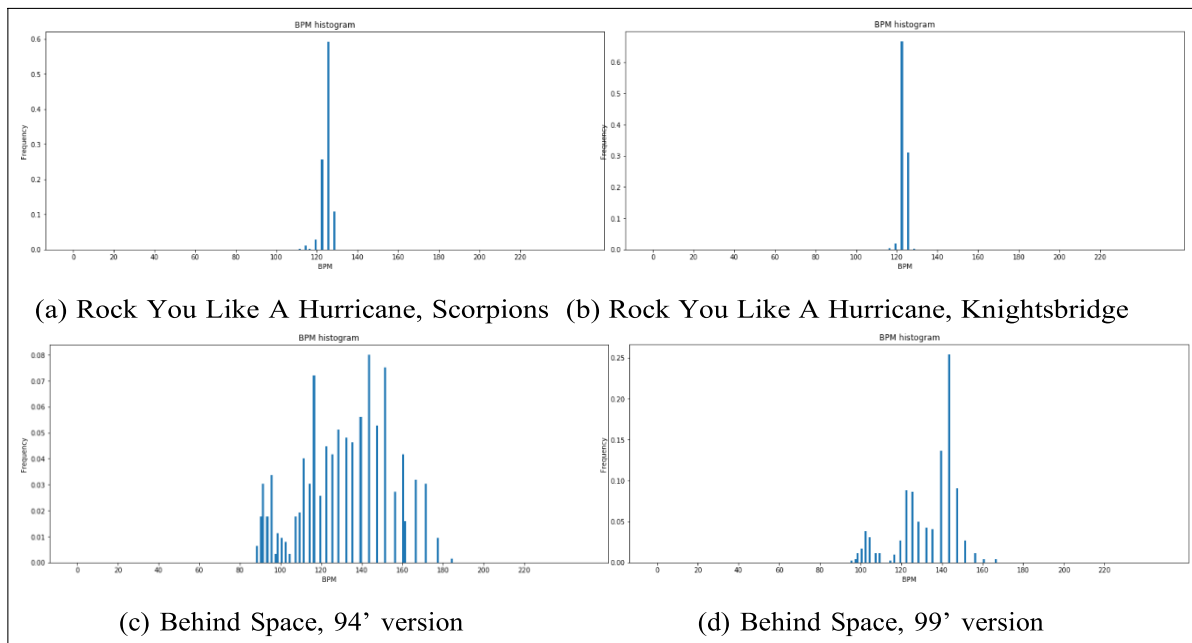 BPM histogram
Frequency
0.6
0.5
0.4
0.3
0.2
0.1
0.0
0 20 40 60 80 100 120 140 160 180 200 220
BPM
(a) Rock You Like A Hurricane, Scorpions
BPM histogram
Frequency
0.6
0.5
0.4
0.3
0.2
0.1
0.0
0 20 40 60 80 100 120 140 160 180 200 220
BPM
(b) Rock You Like A Hurricane, Knightsbridge
BPM histogram
Frequency
0.08
0.07
0.06
0.05
0.04
0.03
0.02
0.01
0.00
0 20 40 60 80 100 120 140 160 180 200 220
BPM
(c) Behind Space, 94’ version
BPM histogram
Frequency
0.25
0.20
0.15
0.10
0.05
0.00
0 20 40 60 80 100 120 140 160 180 200 220
BPM
(d) Behind Space, 99’ version